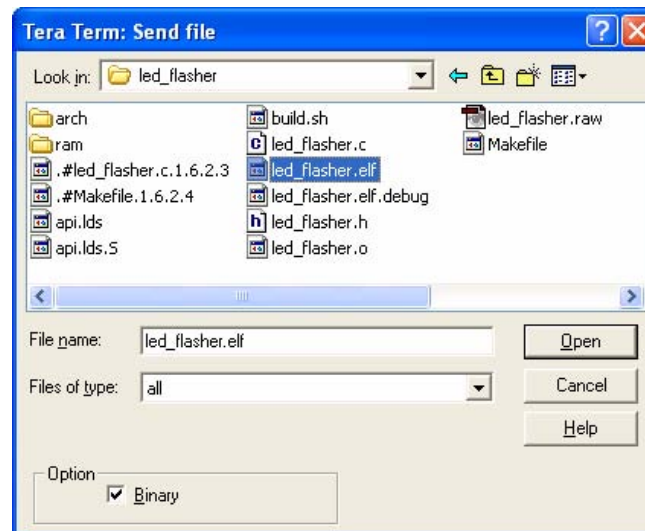 Tera Term: Send file
Look in: led_flasher
arch
ram
.#led_flasher.c.1.6.2.3
.#Makefile.1.6.2.4
api.lds
api.lds.S
build.sh
led_flasher.c
led_flasher.elf
led_flasher.elf.debug
led_flasher.h
led_flasher.o
led_flasher.raw
Makefile
File name: led_flasher.elf Open
Files of type: all Cancel
Help
Option
Binary